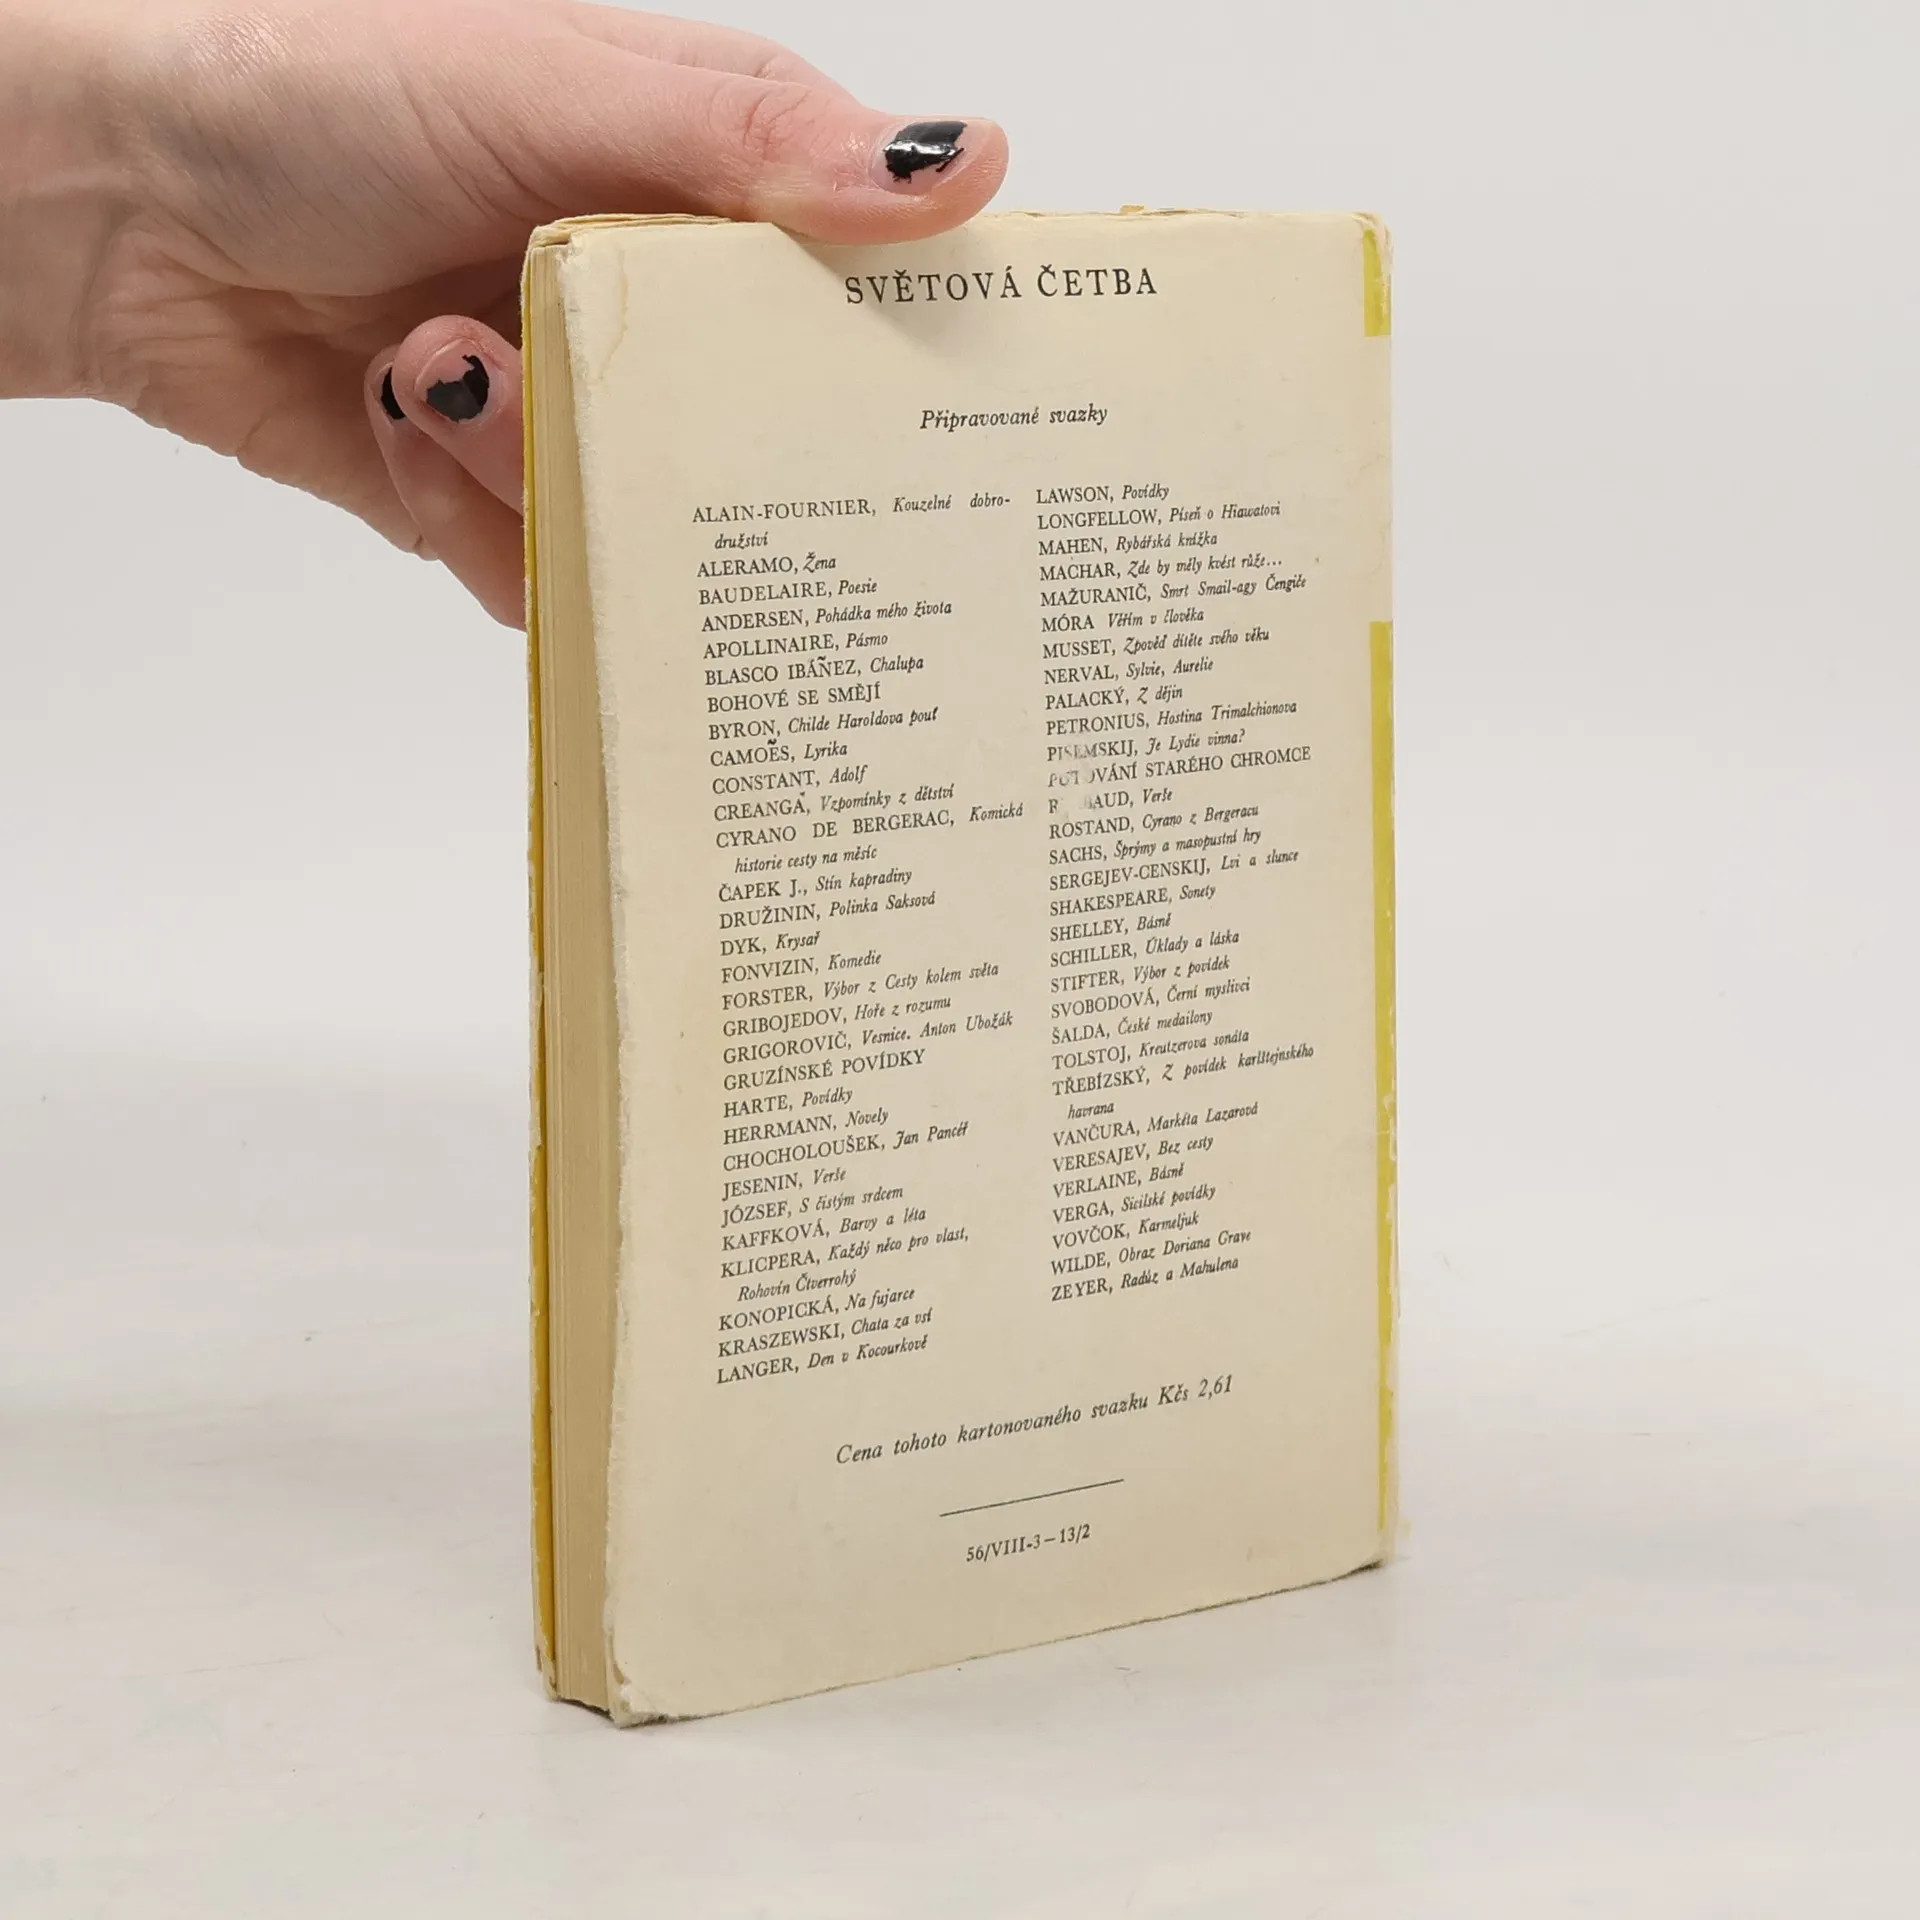 SVĚTOVÁ ČETBA
Připravované svazky
ALAIN-FOURNIER, Kouzelné dobro-
družství
ALERAMO, Žena
BAUDELAIRE, Poesie
ANDERSEN, Pohádka mého života
APOLLINAIRE, Pásmo
BLASCO IBÁÑEZ, Chalupa
BOHOVÉ SE SMĚJÍ
BYRON, Childe Haroldova pouť
CAMOẼS, Lyrika
CONSTANT, Adolf
CREANGĂ, Vzpomínky z dětství
CYRANO DE BERGERAC, Komická
historie cesty na měsíc
ČAPEK J., Stín kapradiny
DRUŽININ, Polinka Saksová
DYK, Krysař
FONVIZIN, Komedie
FORSTER, Výbor z Cesty kolem světa
GRIBOJEDOV, Hoře z rozumu
GRIGOROVIČ, Vesnice. Anton Ubožák
GRUZÍNSKÉ POVÍDKY
HARTE, Povídky
HERRMANN, Novely
CHOCHOLOUŠEK, Jan Pancéř
JESENIN, Verše
JÓZSEF, S čistým srdcem
KAFFKOVÁ, Barvy a léta
KLICPERA, Každý něco pro vlast,
Rohovín Čtverrohý
KONOPICKÁ, Na fujarce
KRASZEWSKI, Chata za vsí
LANGER, Den v Kocourkově
LAWSON, Povídky
LONGFELLOW, Píseň o Hiawatovi
MAHEN, Rybářská knížka
MACHAR, Zde by měly kvést růže...
MAŽURANIČ, Smrt Smail-agy Čengiče
MÓRA Věřím v člověka
MUSSET, Zpověď dítěte svého věku
NERVAL, Sylvie, Aurelie
PALACKÝ, Z dějin
PETRONIUS, Hostina Trimalchionova
PISEMSKIJ, Je Lydie vinna?
PUTOVÁNÍ STARÉHO CHROMCE
RIMBAUD, Verše
ROSTAND, Cyrano z Bergeracu
SACHS, Šprýmy a masopustní hry
SERGEJEV-CENSKIJ, Lvi a slunce
SHAKESPEARE, Sonety
SHELLEY, Básně
SCHILLER, Úklady a láska
STIFTER, Výbor z povídek
SVOBODOVÁ, Černí myslivci
ŠALDA, České medailony
TOLSTOJ, Kreutzerova sonáta
TŘEBÍZSKÝ, Z povídek karlštejnského
havrana
VANČURA, Markéta Lazarová
VERESAJEV, Bez cesty
VERLAINE, Básně
VERGA, Sicilské povídky
VOVČOK, Karmeljuk
WILDE, Obraz Doriana Graye
ZEYER, Radúz a Mahulena
Cena tohoto kartonovaného svazku Kčs 2,61
56/VIII-3—13/2